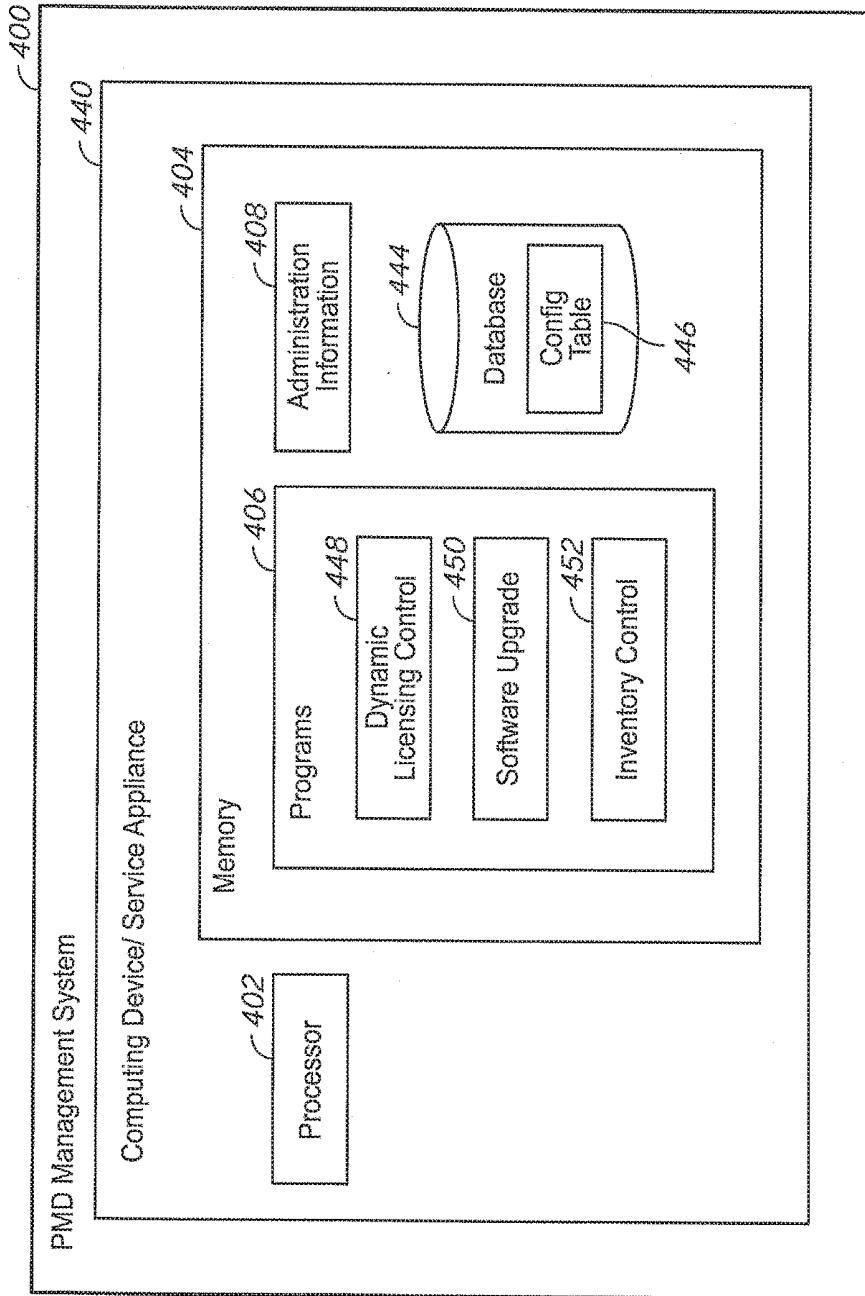 400
PMD Management System
440
Computing Device/ Service Appliance
404
Memory
402
Processor
406
Programs
448
Dynamic
Licensing Control
450
Software Upgrade
452
Inventory Control
408
Administration
Information
444
Database
Config
Table
446